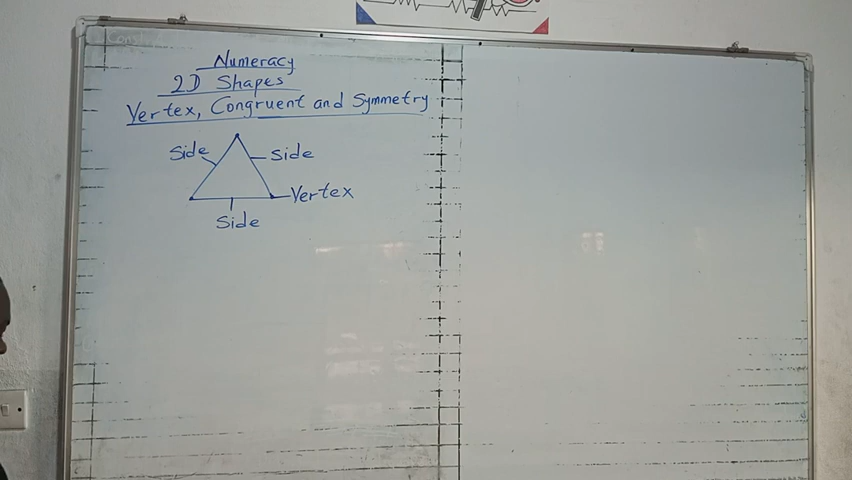 Numeracy
2D Shapes
Vertex, Congruent and Symmetry
Side
Side
Vertex
Side